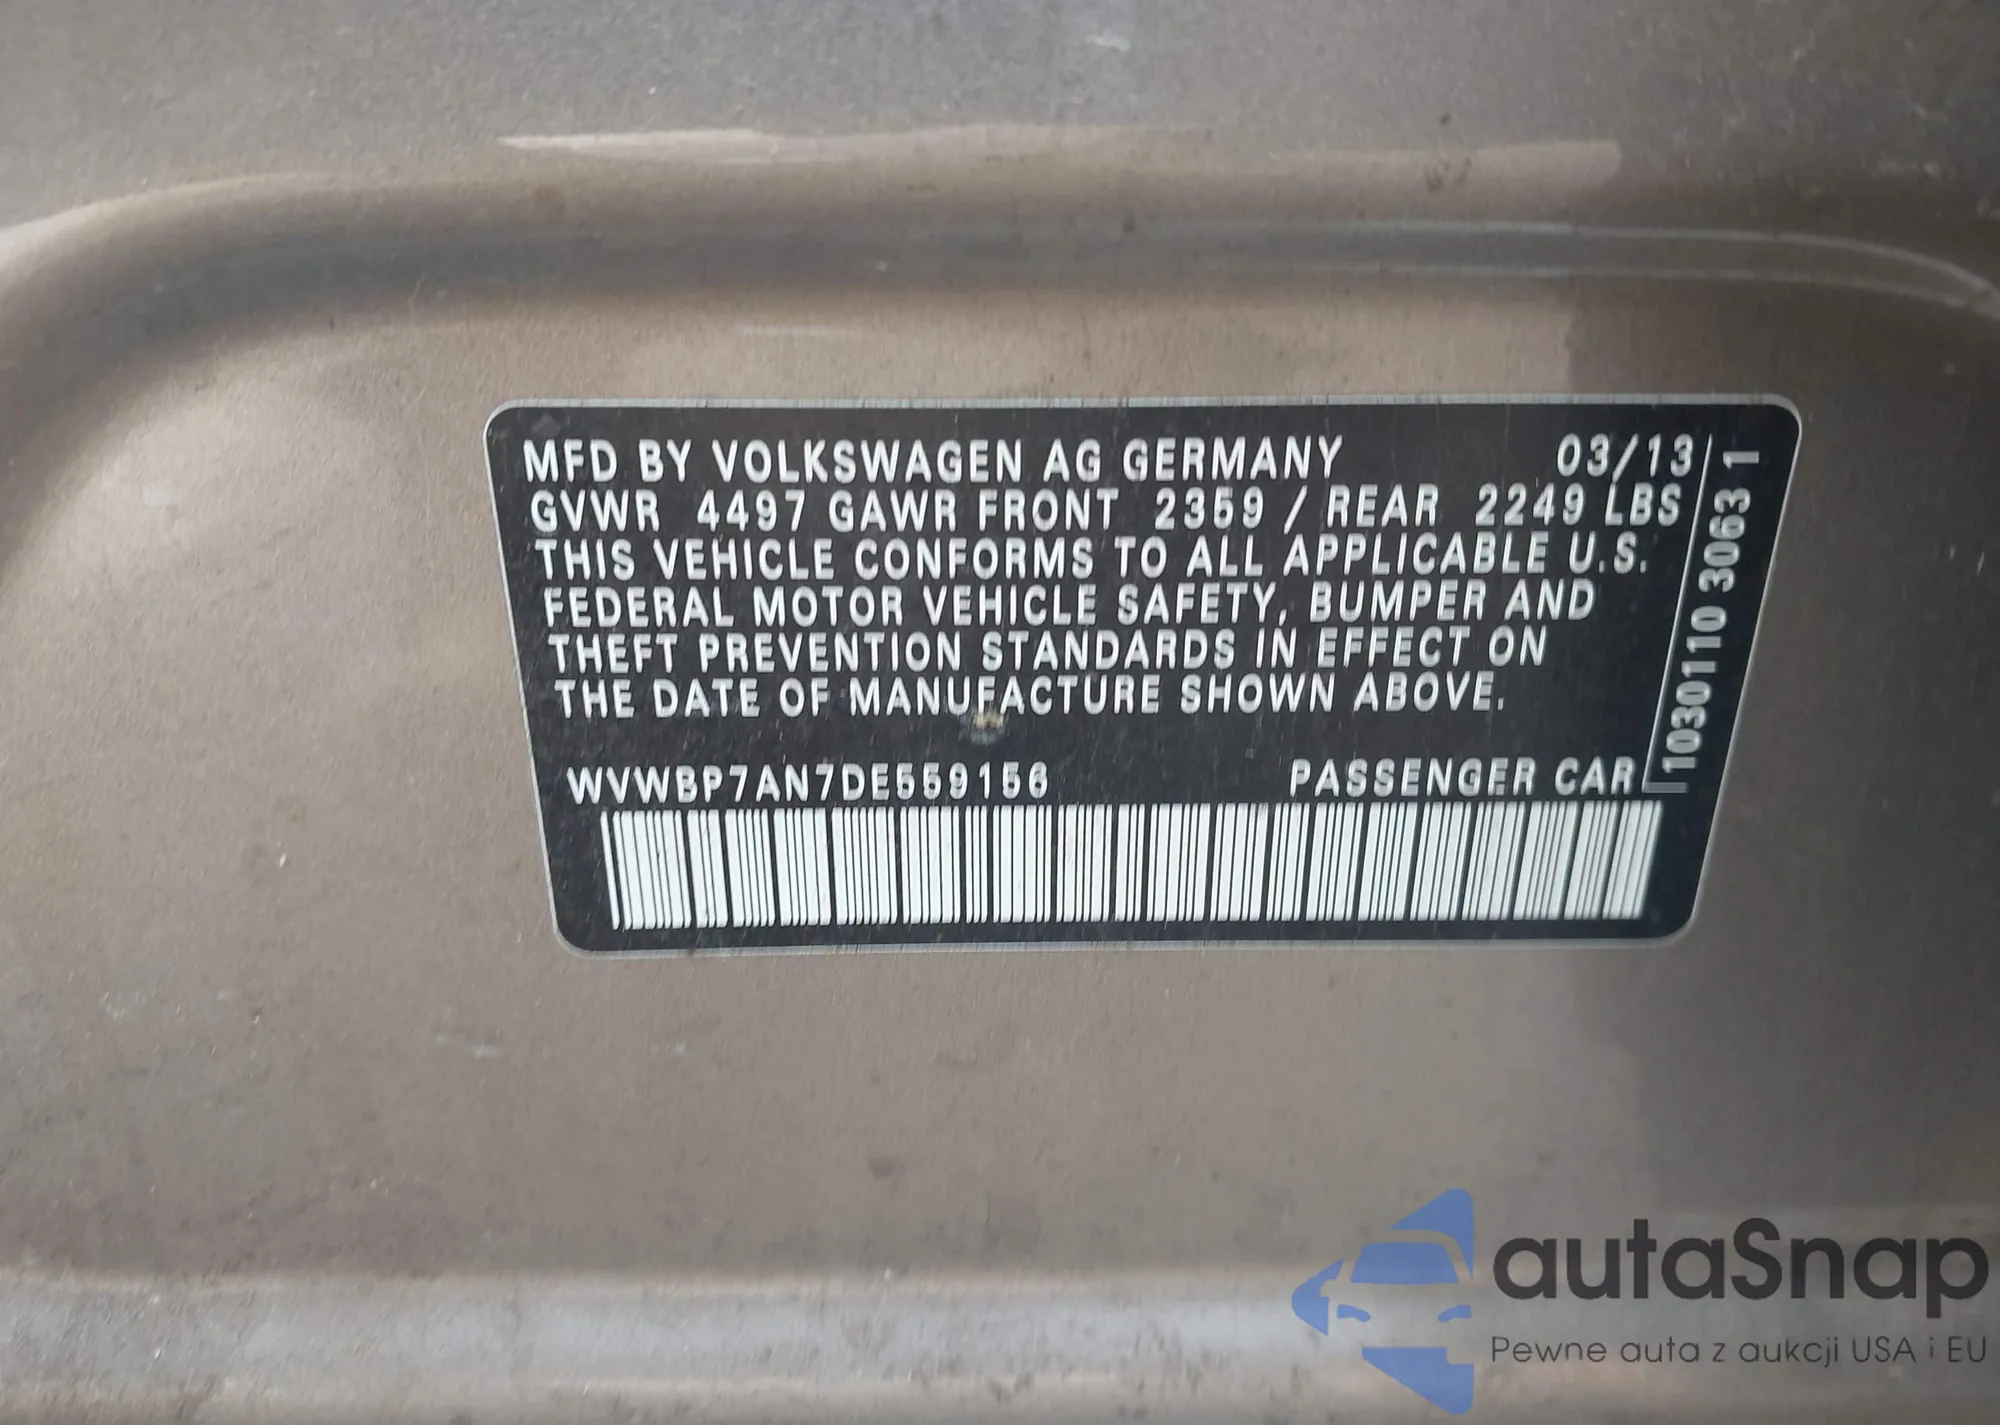 MFD BY VOLKSWAGEN AG GERMANY 03/13
GVWR 4497 GAWR FRONT 2359 / REAR 2249 LBS
THIS VEHICLE CONFORMS TO ALL APPLICABLE U.S.
FEDERAL MOTOR VEHICLE SAFETY, BUMPER AND
THEFT PREVENTION STANDARDS IN EFFECT ON
THE DATE OF MANUFACTURE SHOWN ABOVE.
WVWBP7AN7DE559156 PASSENGER CAR
1030110 3063 1
autaSnap
Pewne auta z aukcji USA i EU